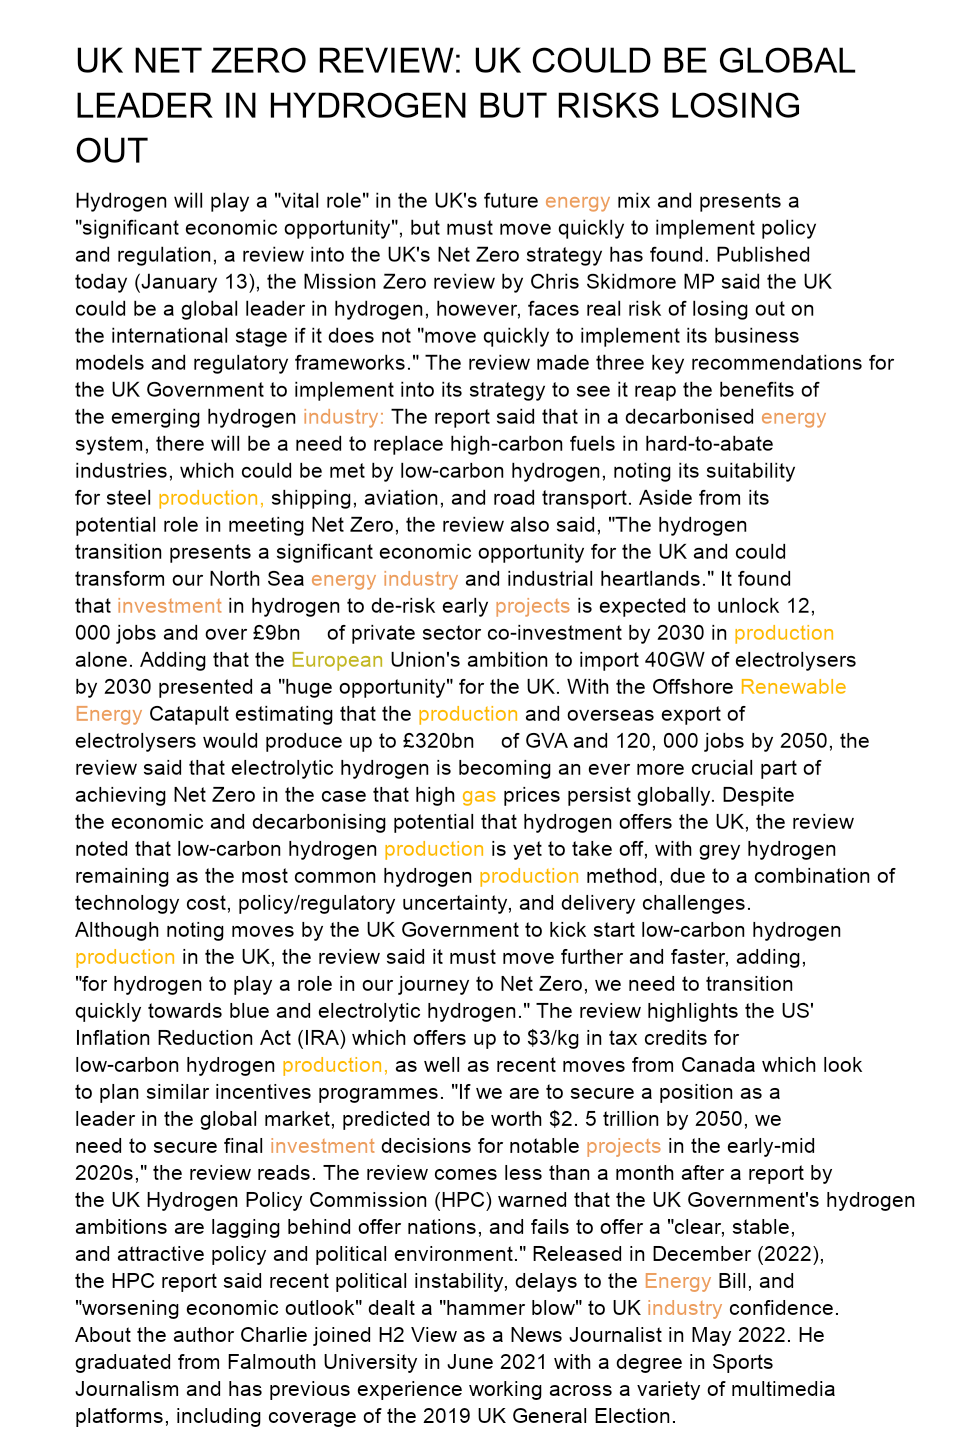 UK NET ZERO REVIEW: UK COULD BE GLOBAL
LEADER IN HYDROGEN BUT RISKS LOSING
OUT
Hydrogen will play a "vital role" in the UK's future energy mix and presents a
"significant economic opportunity", but must move quickly to implement policy
and regulation, a review into the UK's Net Zero strategy has found. Published
today (January 13), the Mission Zero review by Chris Skidmore MP said the UK
could be a global leader in hydrogen, however, faces real risk of losing out on
the international stage if it does not "move quickly to implement its business
models and regulatory frameworks." The review made three key recommendations for
the UK Government to implement into its strategy to see it reap the benefits of
the emerging hydrogen industry: The report said that in a decarbonised energy
system, there will be a need to replace high-carbon fuels in hard-to-abate
industries, which could be met by low-carbon hydrogen, noting its suitability
for steel production, shipping, aviation, and road transport. Aside from its
potential role in meeting Net Zero, the review also said, "The hydrogen
transition presents a significant economic opportunity for the UK and could
transform our North Sea energy industry and industrial heartlands." It found
that investment in hydrogen to de-risk early projects is expected to unlock 12,
000 jobs and over £9bn of private sector co-investment by 2030 in production
alone. Adding that the European Union's ambition to import 40GW of electrolysers
by 2030 presented a "huge opportunity" for the UK. With the Offshore Renewable
Energy Catapult estimating that the production and overseas export of
electrolysers would produce up to £320bn of GVA and 120, 000 jobs by 2050, the
review said that electrolytic hydrogen is becoming an ever more crucial part of
achieving Net Zero in the case that high gas prices persist globally. Despite
the economic and decarbonising potential that hydrogen offers the UK, the review
noted that low-carbon hydrogen production is yet to take off, with grey hydrogen
remaining as the most common hydrogen production method, due to a combination of
technology cost, policy/regulatory uncertainty, and delivery challenges.
Although noting moves by the UK Government to kick start low-carbon hydrogen
production in the UK, the review said it must move further and faster, adding,
"for hydrogen to play a role in our journey to Net Zero, we need to transition
quickly towards blue and electrolytic hydrogen." The review highlights the US'
Inflation Reduction Act (IRA) which offers up to $3/kg in tax credits for
low-carbon hydrogen production, as well as recent moves from Canada which look
to plan similar incentives programmes. "If we are to secure a position as a
leader in the global market, predicted to be worth $2. 5 trillion by 2050, we
need to secure final investment decisions for notable projects in the early-mid
2020s," the review reads. The review comes less than a month after a report by
the UK Hydrogen Policy Commission (HPC) warned that the UK Government's hydrogen
ambitions are lagging behind offer nations, and fails to offer a "clear, stable,
and attractive policy and political environment." Released in December (2022),
the HPC report said recent political instability, delays to the Energy Bill, and
"worsening economic outlook" dealt a "hammer blow" to UK industry confidence.
About the author Charlie joined H2 View as a News Journalist in May 2022. He
graduated from Falmouth University in June 2021 with a degree in Sports
Journalism and has previous experience working across a variety of multimedia
platforms, including coverage of the 2019 UK General Election.